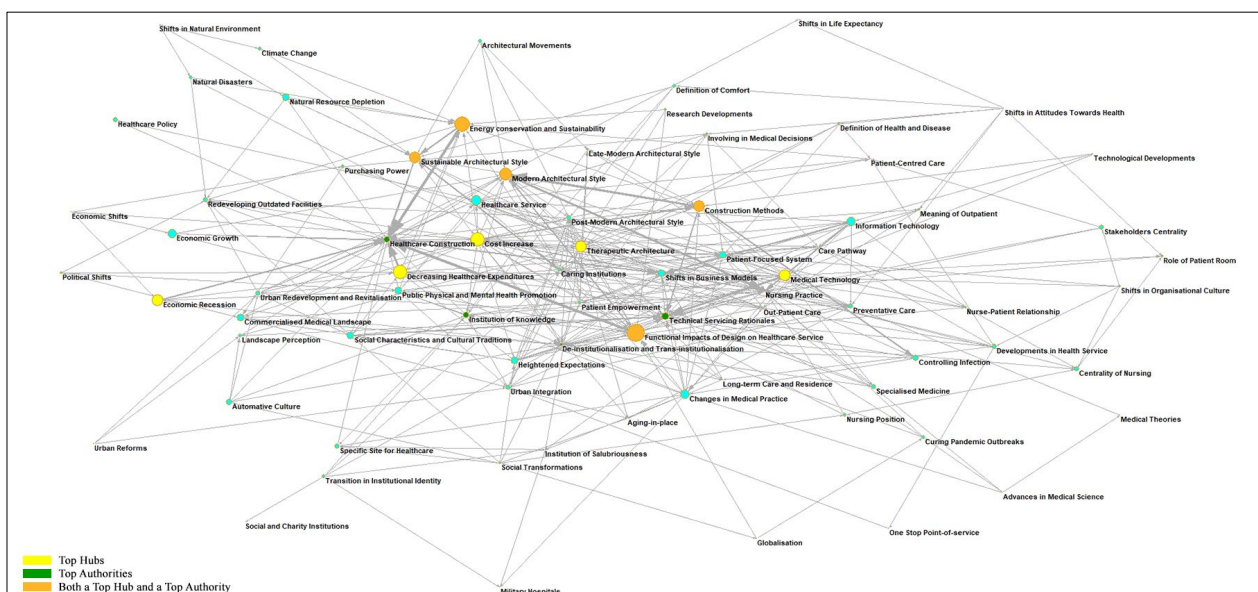 Shifts in Natural Environment
Shifts in Life Expectancy
Climate Change
Architectural Movements
Natural Disasters
Definition of Comfort
Natural Resource Depletion
Shifts in Attitudes Towards Health
Research Developments
Healthcare Policy
Energy conservation and Sustainability
Definition of Health and Disease
Involving in Medical Decisions
Late-Modern Architectural Style
Technological Developments
Sustainable Architectural Style
Patient-Centred Care
Purchasing Power
Modern Architectural Style
Redeveloping Outdated Facilities
Healthcare Service
Construction Methods
Meaning of Outpatient
Economic Shifts
Post-Modern Architectural Style
Information Technology
Stakeholders Centrality
Economic Growth
Healthcare Construction
Cost Increase
Therapeutic Architecture
Care Pathway
Patient-Focused System
Role of Patient Room
Political Shifts
Decreasing Healthcare Expenditures
Caring Institutions
Shifts in Business Models
Medical Technology
Shifts in Organisational Culture
Economic Recession
Urban Redevelopment and Revitalisation
Public Physical and Mental Health Promotion
Nursing Practice
Patient Empowerment
Out-Patient Care
Preventative Care
Nurse-Patient Relationship
Commercialised Medical Landscape
Institution of knowledge
Technical Servicing Rationales
Landscape Perception
Social Characteristics and Cultural Traditions
Functional Impacts of Design on Healthcare Service
De-institutionalisation and Trans-institutionalisation
Developments in Health Service
Heightened Expectations
Controlling Infection
Centrality of Nursing
Urban Integration
Long-term Care and Residence
Specialised Medicine
Changes in Medical Practice
Automative Culture
Aging-in-place
Nursing Position
Medical Theories
Urban Reforms
Specific Site for Healthcare
Institution of Salubriousness
Curing Pandemic Outbreaks
Social Transformations
Transition in Institutional Identity
Advances in Medical Science
Social and Charity Institutions
One Stop Point-of-service
Globalisation
Top Hubs
Top Authorities
Both a Top Hub and a Top Authority
Military Hospitals